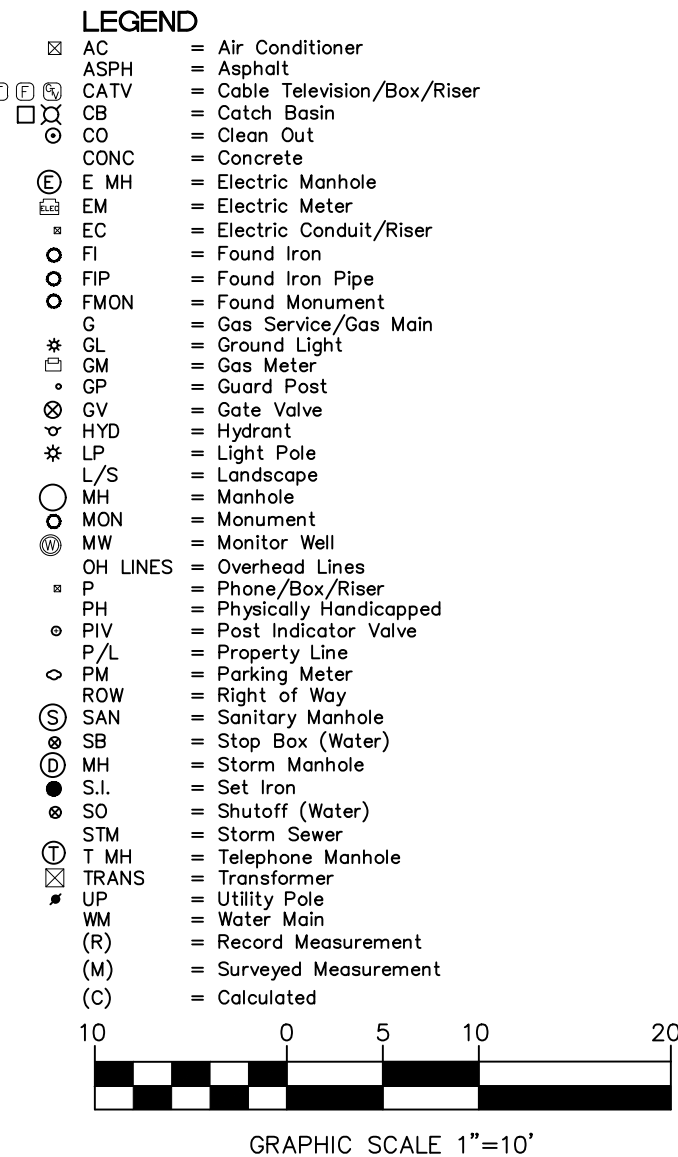 LEGEND
AC = Air Conditioner
ASPH = Asphalt
F CTV CATV = Cable Television/Box/Riser
CB = Catch Basin
CO = Clean Out
CONC = Concrete
E E MH = Electric Manhole
ELEC EM = Electric Meter
EC = Electric Conduit/Riser
FI = Found Iron
FIP = Found Iron Pipe
FMON = Found Monument
G = Gas Service/Gas Main
GL = Ground Light
GM = Gas Meter
GP = Guard Post
GV = Gate Valve
HYD = Hydrant
LP = Light Pole
L/S = Landscape
MH = Manhole
MON = Monument
W MW = Monitor Well
OH LINES = Overhead Lines
P = Phone/Box/Riser
PH = Physically Handicapped
PIV = Post Indicator Valve
P/L = Property Line
PM = Parking Meter
ROW = Right of Way
S SAN = Sanitary Manhole
SB = Stop Box (Water)
D MH = Storm Manhole
S.I. = Set Iron
SO = Shutoff (Water)
STM = Storm Sewer
T T MH = Telephone Manhole
TRANS = Transformer
UP = Utility Pole
WM = Water Main
(R) = Record Measurement
(M) = Surveyed Measurement
(C) = Calculated
10 0 5 10 20
GRAPHIC SCALE 1"=10'